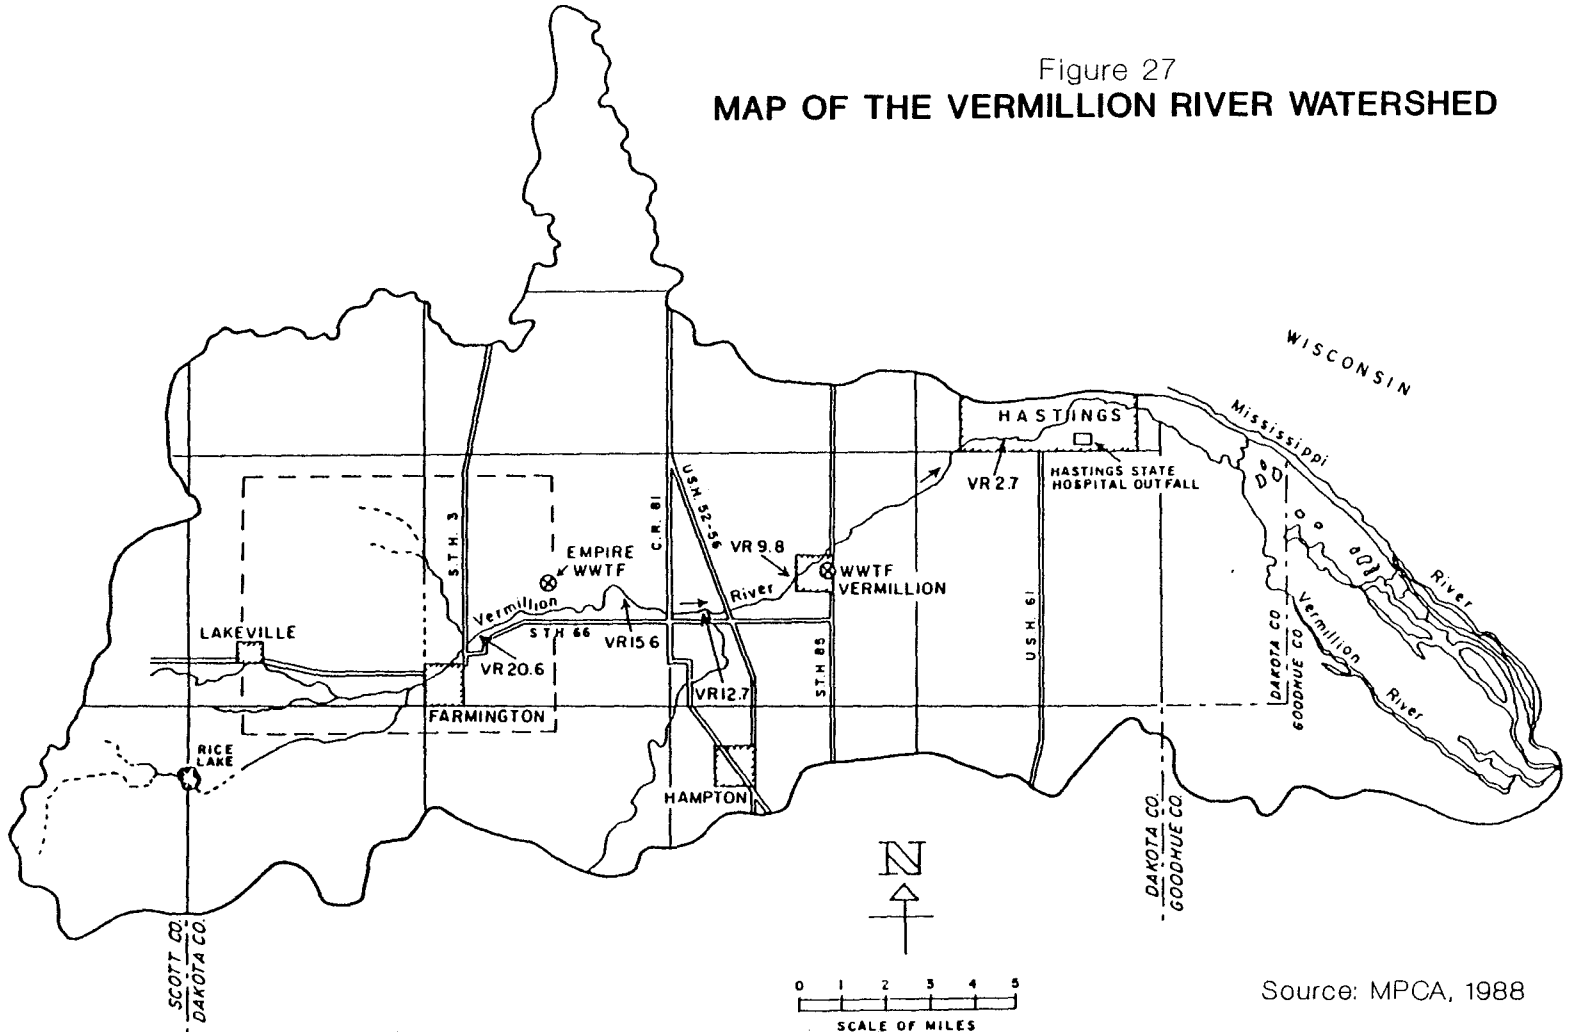 Figure 27
MAP OF THE VERMILLION RIVER WATERSHED
WISCONSIN
Mississippi
River
HASTINGS
HASTINGS STATE
HOSPITAL OUTFALL
VR 2.7
U.S.H. 52-56
C.R. 81
S.T.H. 3
EMPIRE
WWTF
VR 9.8
WWTF
VERMILLION
Vermillion
River
S T H 66
LAKEVILLE
VR 20.6
VR 15 6
VR 12.7
S T. H 85
U S H. 61
DAKOTA CO
GOODHUE CO
Vermillion
River
FARMINGTON
RICE
LAKE
HAMPTON
N
DAKOTA CO.
GOODHUE CO.
SCOTT CO.
DAKOTA CO.
0 1 2 3 4 5
SCALE OF MILES
Source: MPCA, 1988